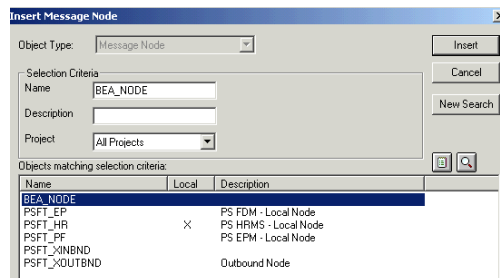 Insert Message Node
Object Type: Message Node
Insert
Selection Criteria
Cancel
Name BEA_NODE
New Search
Description
Project All Projects
Objects matching selection criteria:
Name Local Description
BEA_NODE
PSFT_EP PS FDM - Local Node
PSFT_HR X PS HRMS - Local Node
PSFT_PF PS EPM - Local Node
PSFT_XINBND
PSFT_XOUTBND Outbound Node